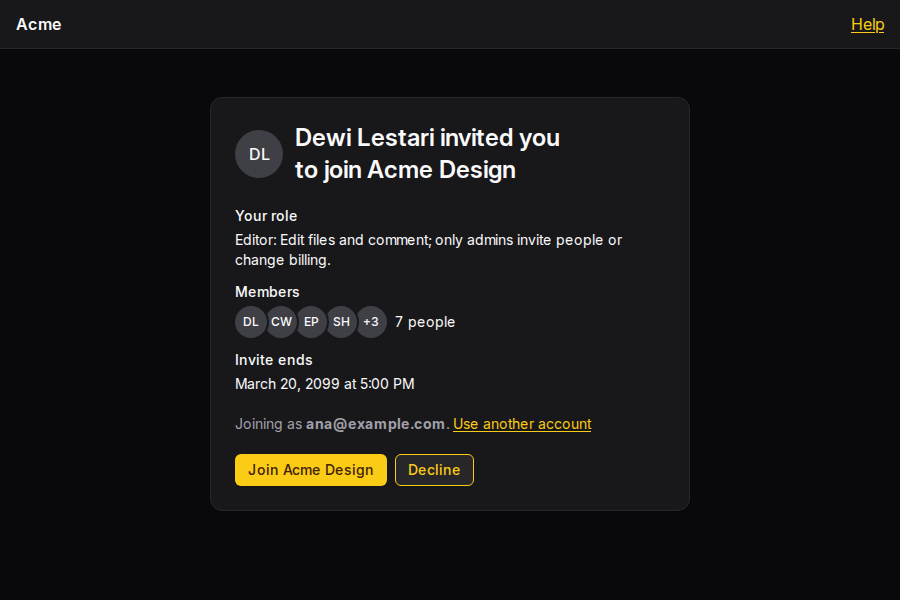 Acme
Help
DL
Dewi Lestari invited you
to join Acme Design
Your role
Editor: Edit files and comment; only admins invite people or
change billing.
Members
DL CW EP SH +3 7 people
Invite ends
March 20, 2099 at 5:00 PM
Joining as ana@example.com. Use another account
Join Acme Design
Decline